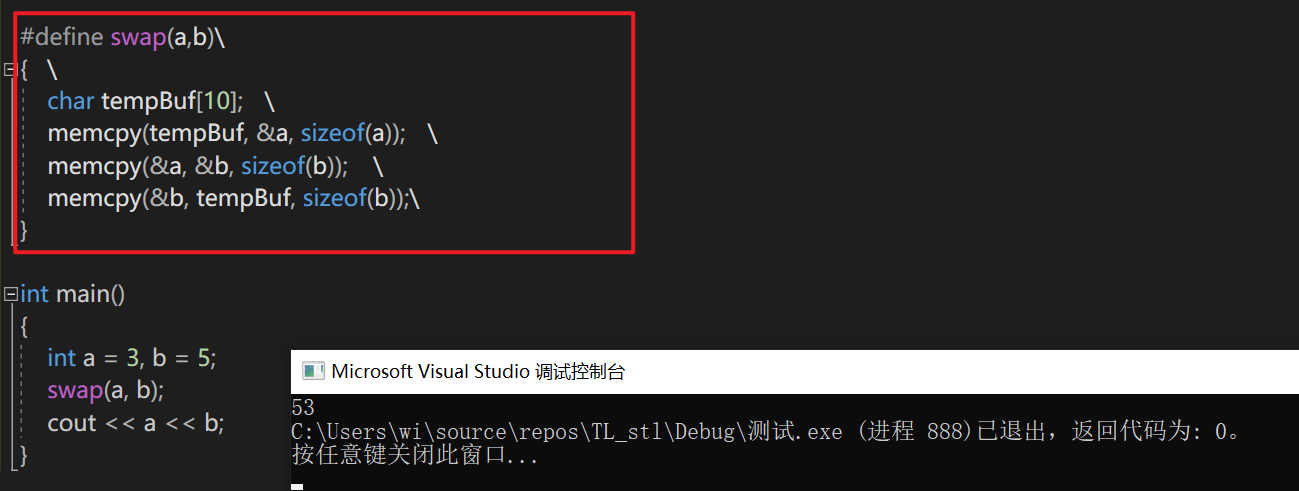 #define swap(a,b)\
{ \
char tempBuf[10]; \
memcpy(tempBuf, &a, sizeof(a)); \
memcpy(&a, &b, sizeof(b)); \
memcpy(&b, tempBuf, sizeof(b));\
}
int main()
{
int a = 3, b = 5;
swap(a, b);
cout << a << b;
}
Microsoft Visual Studio 调试控制台
53
C:\Users\wi\source\repos\TL_stl\Debug\测试.exe (进程 888)已退出，返回代码为: 0。
按任意键关闭此窗口...